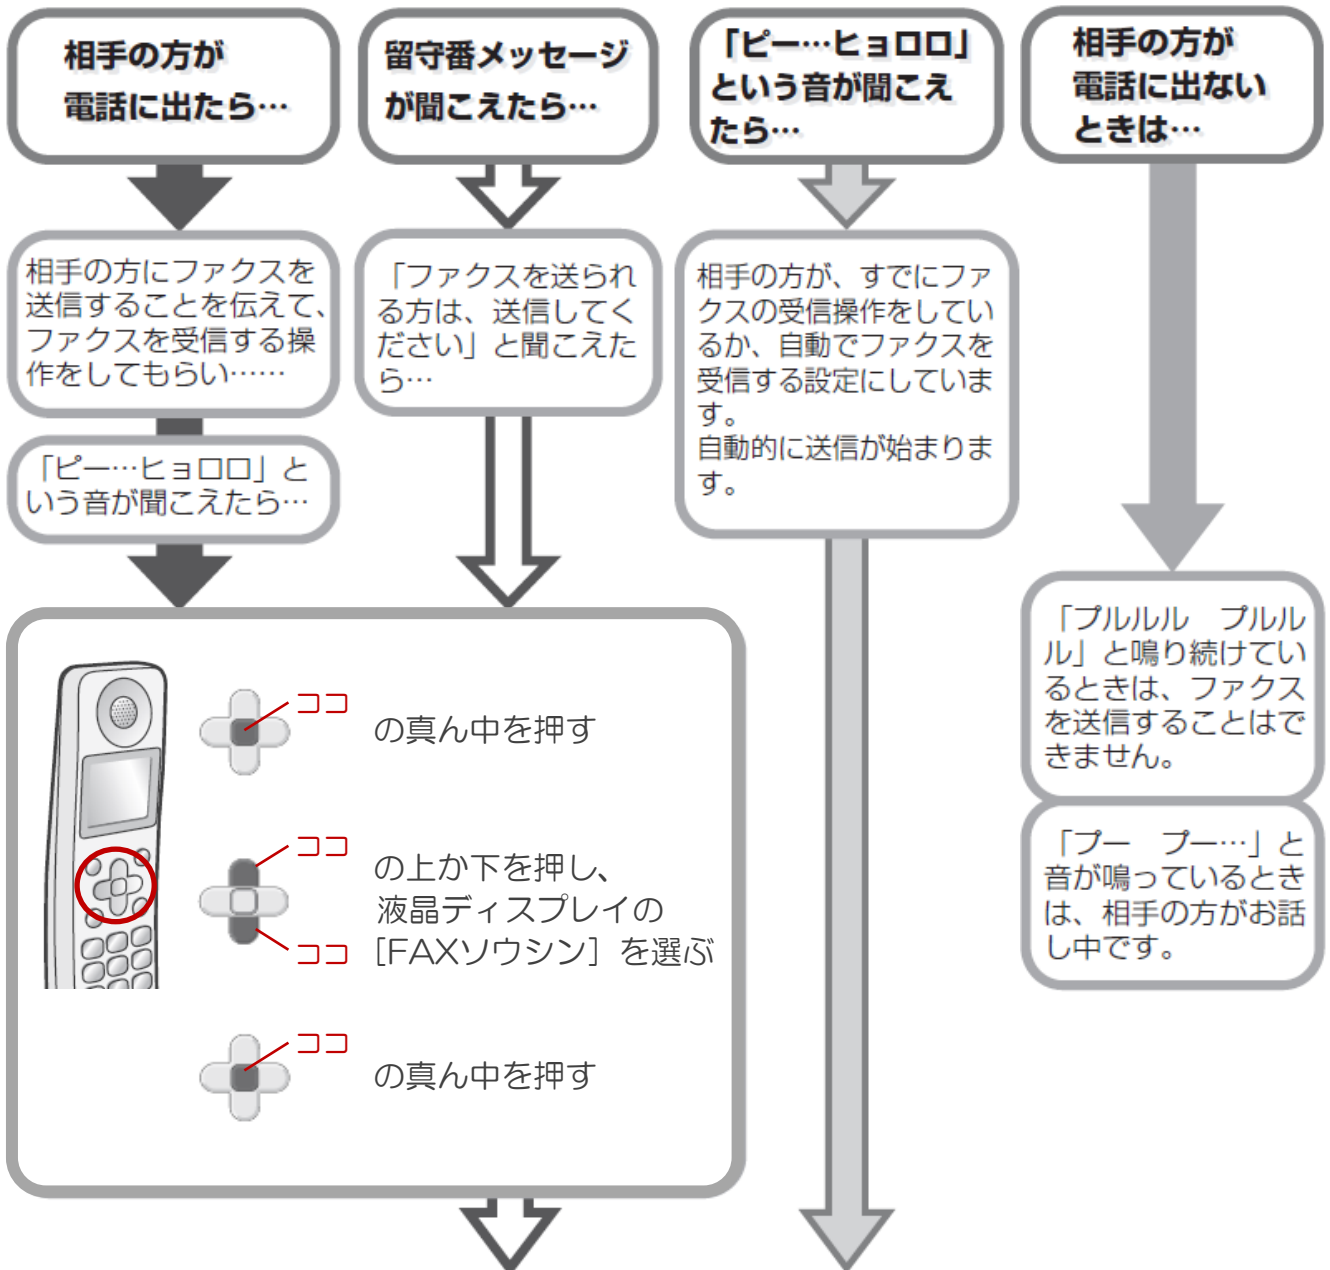 相手の方が
電話に出たら…
留守番メッセージ
が聞こえたら…
「ピー…ヒョロロ」
という音が聞こえ
たら…
相手の方が
電話に出ない
ときは…
相手の方にファクスを
送信することを伝えて、
ファクスを受信する操
作をしてもらい……
「ピー…ヒョロロ」と
いう音が聞こえたら…
「ファクスを送られ
る方は、送信してく
ださい」と聞こえた
ら…
相手の方が、すでにファ
クスの受信操作をしてい
るか、自動でファクスを
受信する設定にしていま
す。
自動的に送信が始まりま
す。
「プルルル　プルル
ル」と鳴り続けてい
るときは、ファクス
を送信することはで
きません。
「プー　プー…」と
音が鳴っているとき
は、相手の方がお話
し中です。
ココ
の真ん中を押す
ココ
の上か下を押し、
液晶ディスプレイの
ココ
［FAXソウシン］を選ぶ
ココ
の真ん中を押す